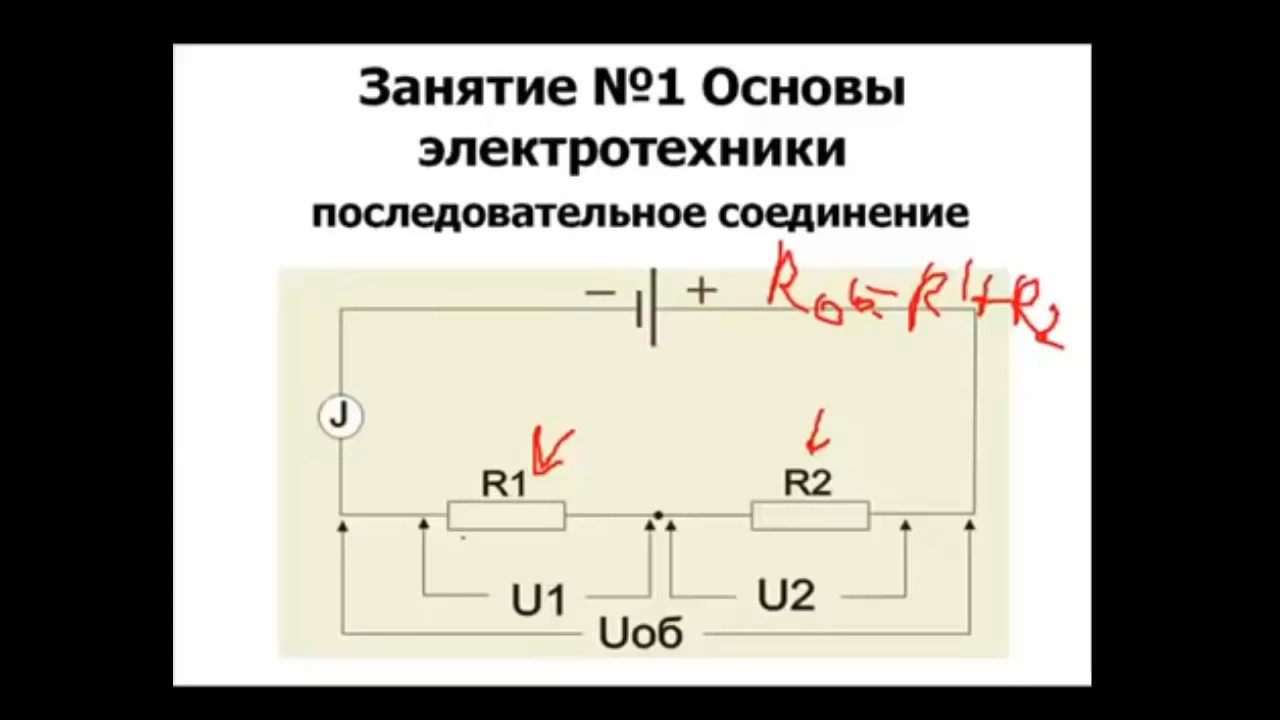 Занятие №1 Основы
электротехники
последовательное соединение
− +
Rоб=R1+R2
J
R1 R2
U1 U2
Uоб